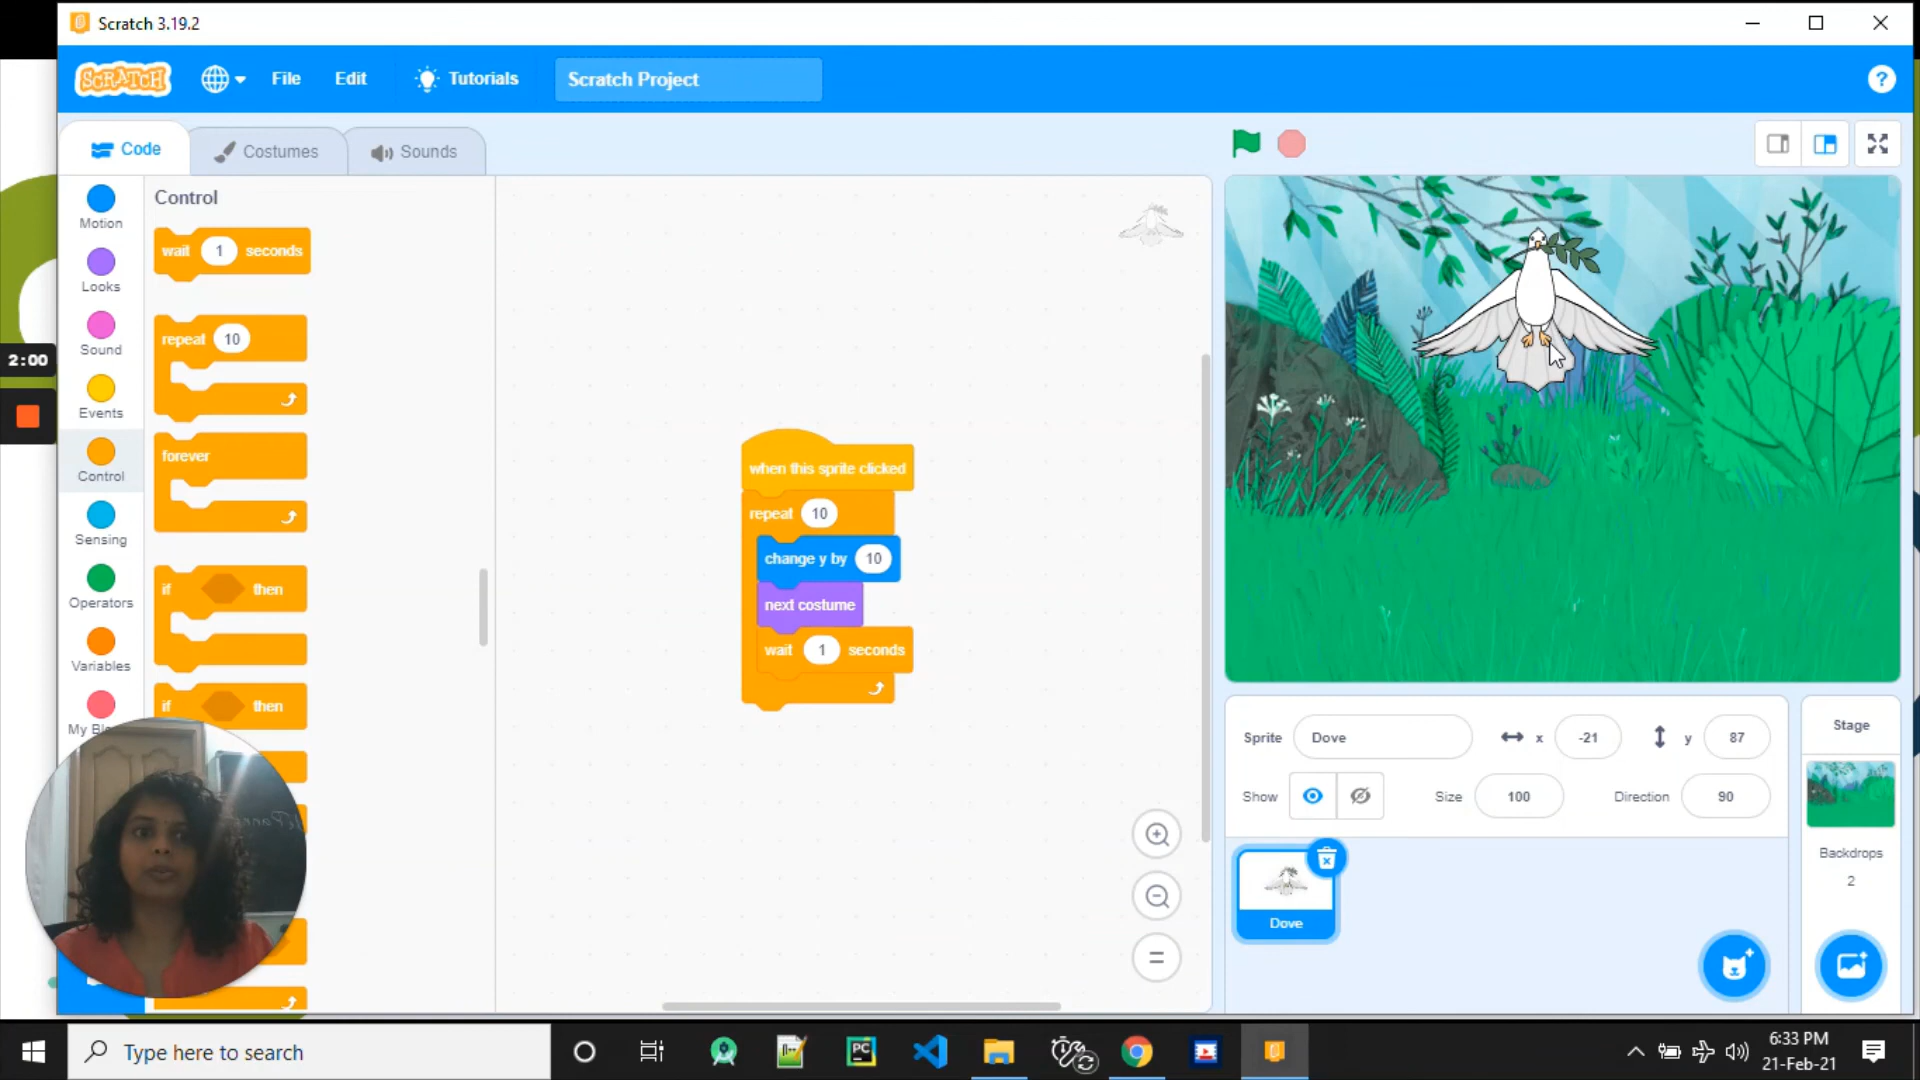 Scratch 3.19.2
SCRATCH
File
Edit
Tutorials
Scratch Project
?
Code
Costumes
Sounds
Motion
Looks
Sound
Events
Control
Sensing
Operators
Variables
My Bl
2:00
Control
wait 1 seconds
repeat 10
forever
if then
if then
when this sprite clicked
repeat 10
change y by 10
next costume
wait 1 seconds
Sprite Dove x -21 y 87
Show Size 100 Direction 90
Dove
Stage
Backdrops
2
Type here to search
PC
6:33 PM
21-Feb-21